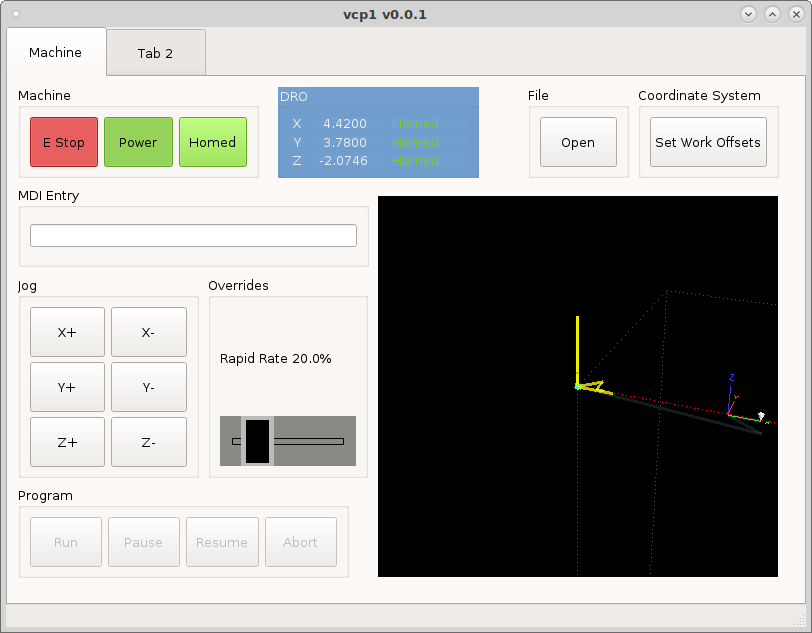 vcp1 v0.0.1
Machine
Tab 2
Machine
E Stop
Power
Homed
DRO
X 4.4200 Homed
Y 3.7800 Homed
Z -2.0746 Homed
File
Open
Coordinate System
Set Work Offsets
MDI Entry
Jog
X+
X-
Y+
Y-
Z+
Z-
Overrides
Rapid Rate 20.0%
Z
Y
X
Program
Run
Pause
Resume
Abort